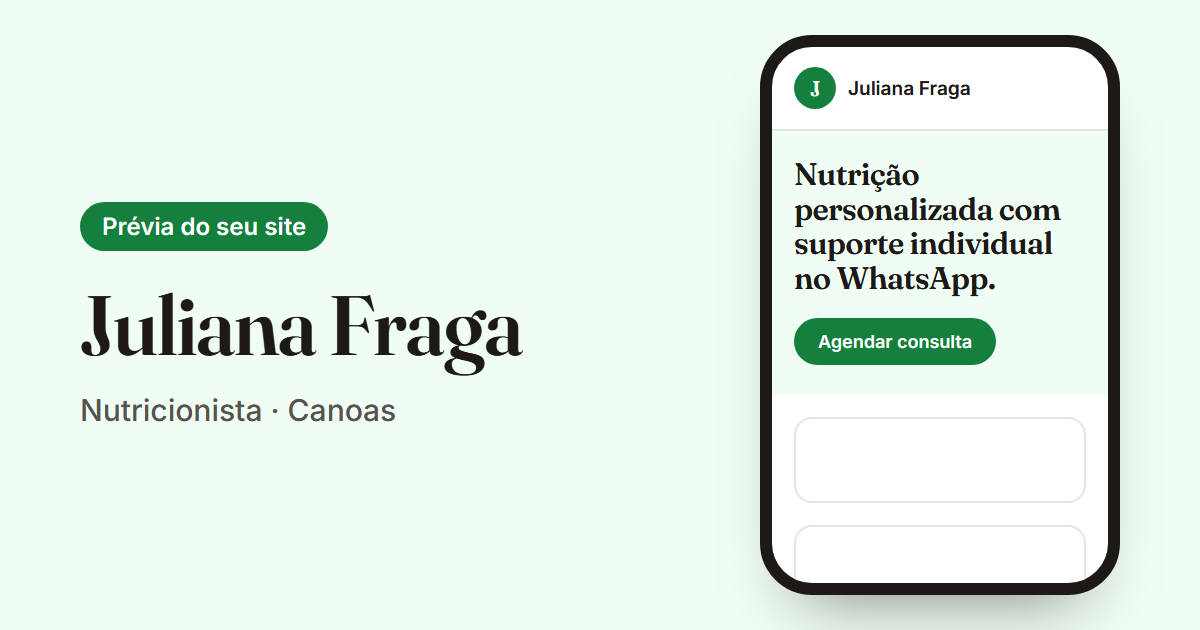 Prévia do seu site
Juliana Fraga
Nutricionista · Canoas
J
Juliana Fraga
Nutrição
personalizada com
suporte individual
no WhatsApp.
Agendar consulta